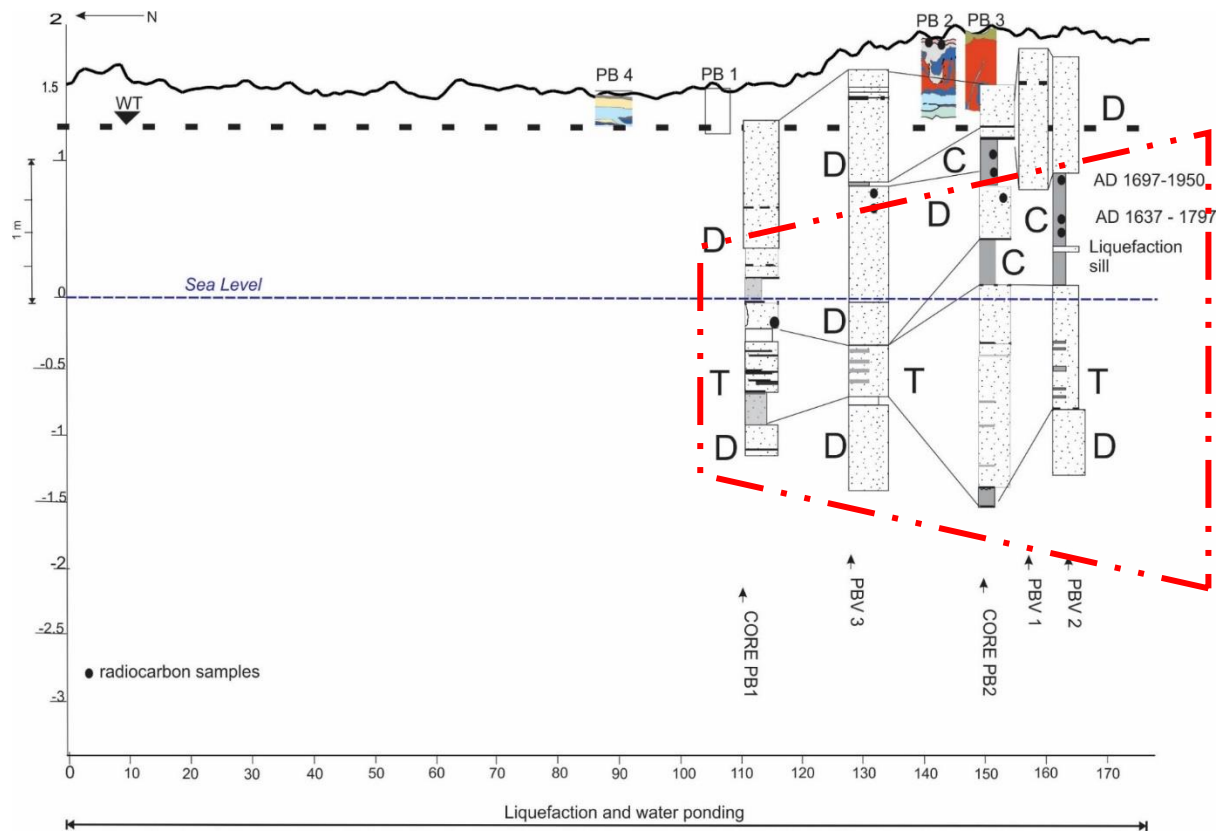 2
N
PB 2
PB 3
1.5
WT
PB 4
PB 1
D
1
D
C
AD 1697-1950
1 m
D
C
AD 1637 - 1797
D
Liquefaction
sill
C
Sea Level
0
D
-0.5
T
T
T
-1
D
D
D
-1.5
-2
-2.5
-3
CORE PB1
PBV 3
CORE PB2
PBV 1
PBV 2
radiocarbon samples
0 10 20 30 40 50 60 70 80 90 100 110 120 130 140 150 160 170
Liquefaction and water ponding